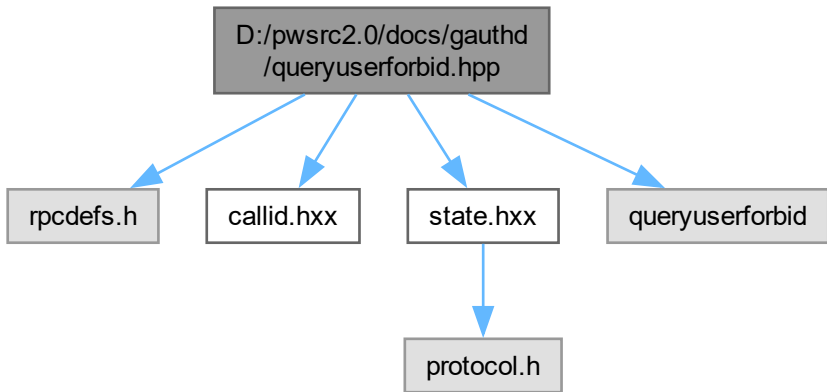 D:/pwsrc2.0/docs/gauthd
/queryuserforbid.hpp
rpcdefs.h
callid.hxx
state.hxx
queryuserforbid
protocol.h